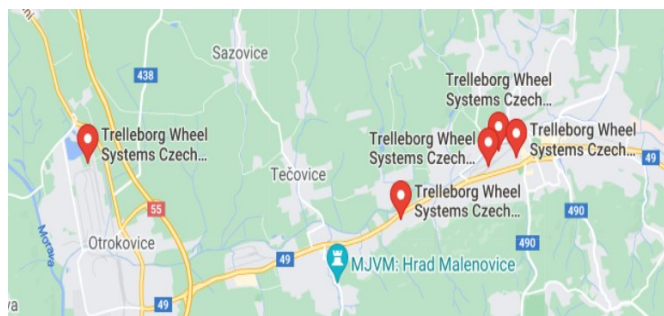 Sazovice
438
Trelleborg Wheel
Systems Czech...
Trelleborg Wheel
Systems Czech...
Trelleborg Wheel
Systems Czech...
Trelleborg Wheel
Systems Czech...
49
Tečovice
Trelleborg Wheel
Systems Czech...
55
490
Otrokovice
Morava
49
MJVM: Hrad Malenovice
490
49